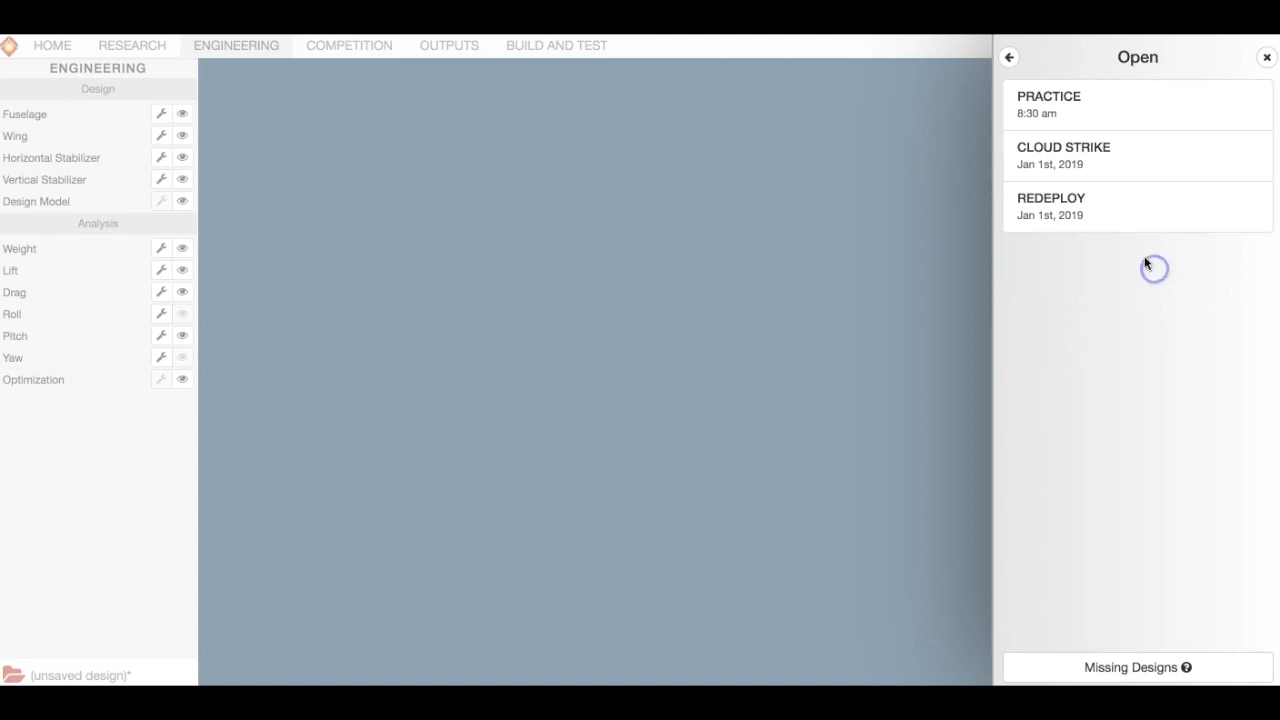 HOME RESEARCH ENGINEERING COMPETITION OUTPUTS BUILD AND TEST
ENGINEERING
Design
Fuselage
Wing
Horizontal Stabilizer
Vertical Stabilizer
Design Model
Analysis
Weight
Lift
Drag
Roll
Pitch
Yaw
Optimization
(unsaved design)*
Open
PRACTICE
8:30 am
CLOUD STRIKE
Jan 1st, 2019
REDEPLOY
Jan 1st, 2019
Missing Designs